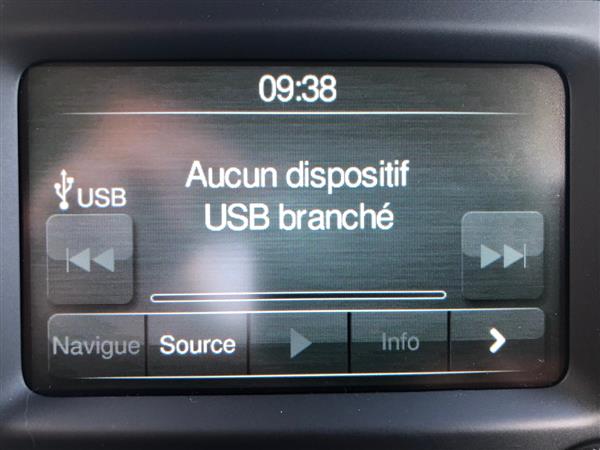 09:38
Aucun dispositif
USB branché
USB
Navigue Source Info